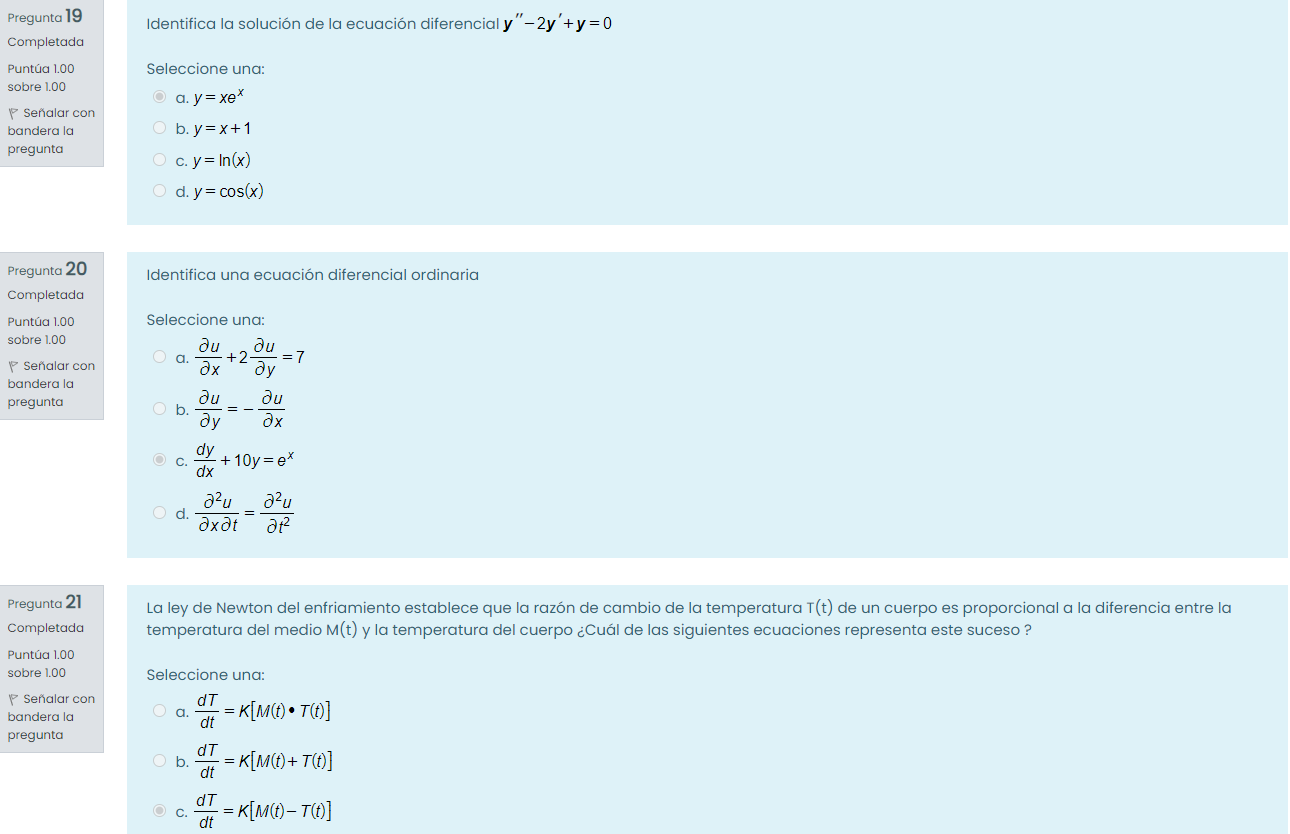 Pregunta 19
Completada
Puntúa 1.00
sobre 1.00
Señalar con
bandera la
pregunta
Identifica la solución de la ecuación diferencial y″−2y′+y=0
Seleccione una:
a. y=xeˣ
b. y=x+1
c. y=ln(x)
d. y=cos(x)
Pregunta 20
Completada
Puntúa 1.00
sobre 1.00
Señalar con
bandera la
pregunta
Identifica una ecuación diferencial ordinaria
Seleccione una:
a. ∂u/∂x+2∂u/∂y=7
b. ∂u/∂y=−∂u/∂x
c. dy/dx+10y=eˣ
d. ∂²u/∂x∂t=∂²u/∂t²
Pregunta 21
Completada
Puntúa 1.00
sobre 1.00
Señalar con
bandera la
pregunta
La ley de Newton del enfriamiento establece que la razón de cambio de la temperatura T(t) de un cuerpo es proporcional a la diferencia entre la
temperatura del medio M(t) y la temperatura del cuerpo ¿Cuál de las siguientes ecuaciones representa este suceso ?
Seleccione una:
a. dT/dt=K[M(t)•T(t)]
b. dT/dt=K[M(t)+T(t)]
c. dT/dt=K[M(t)−T(t)]